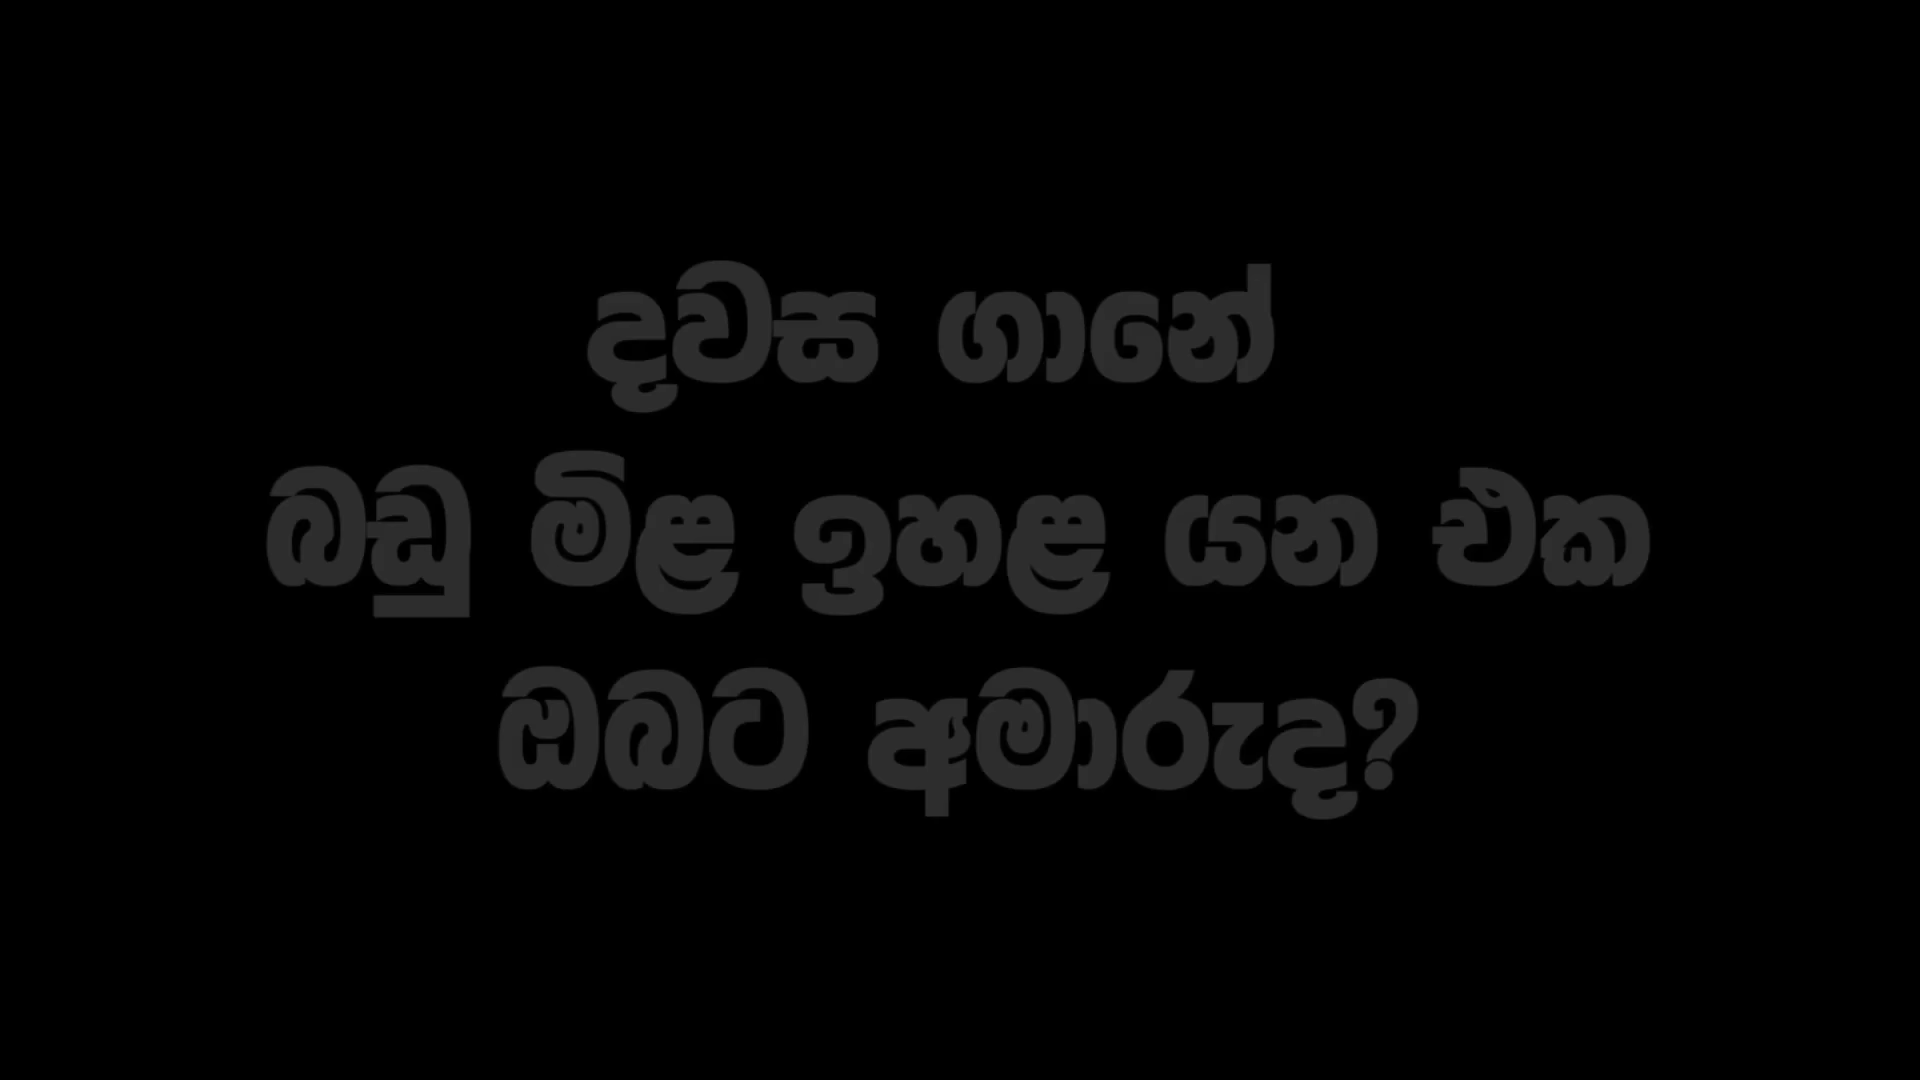 දවස ගානේ
බඩු මිළ ඉහළ යන එක
ඔබට අමාරුද?